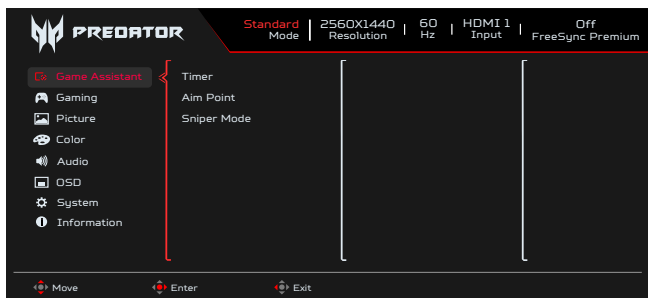 PREDATOR
Standard 2560X1440 60 HDMI 1 Off
Mode Resolution Hz Input FreeSync Premium
Game Assistant Timer
Gaming Aim Point
Picture Sniper Mode
Color
Audio
OSD
System
Information
Move Enter Exit